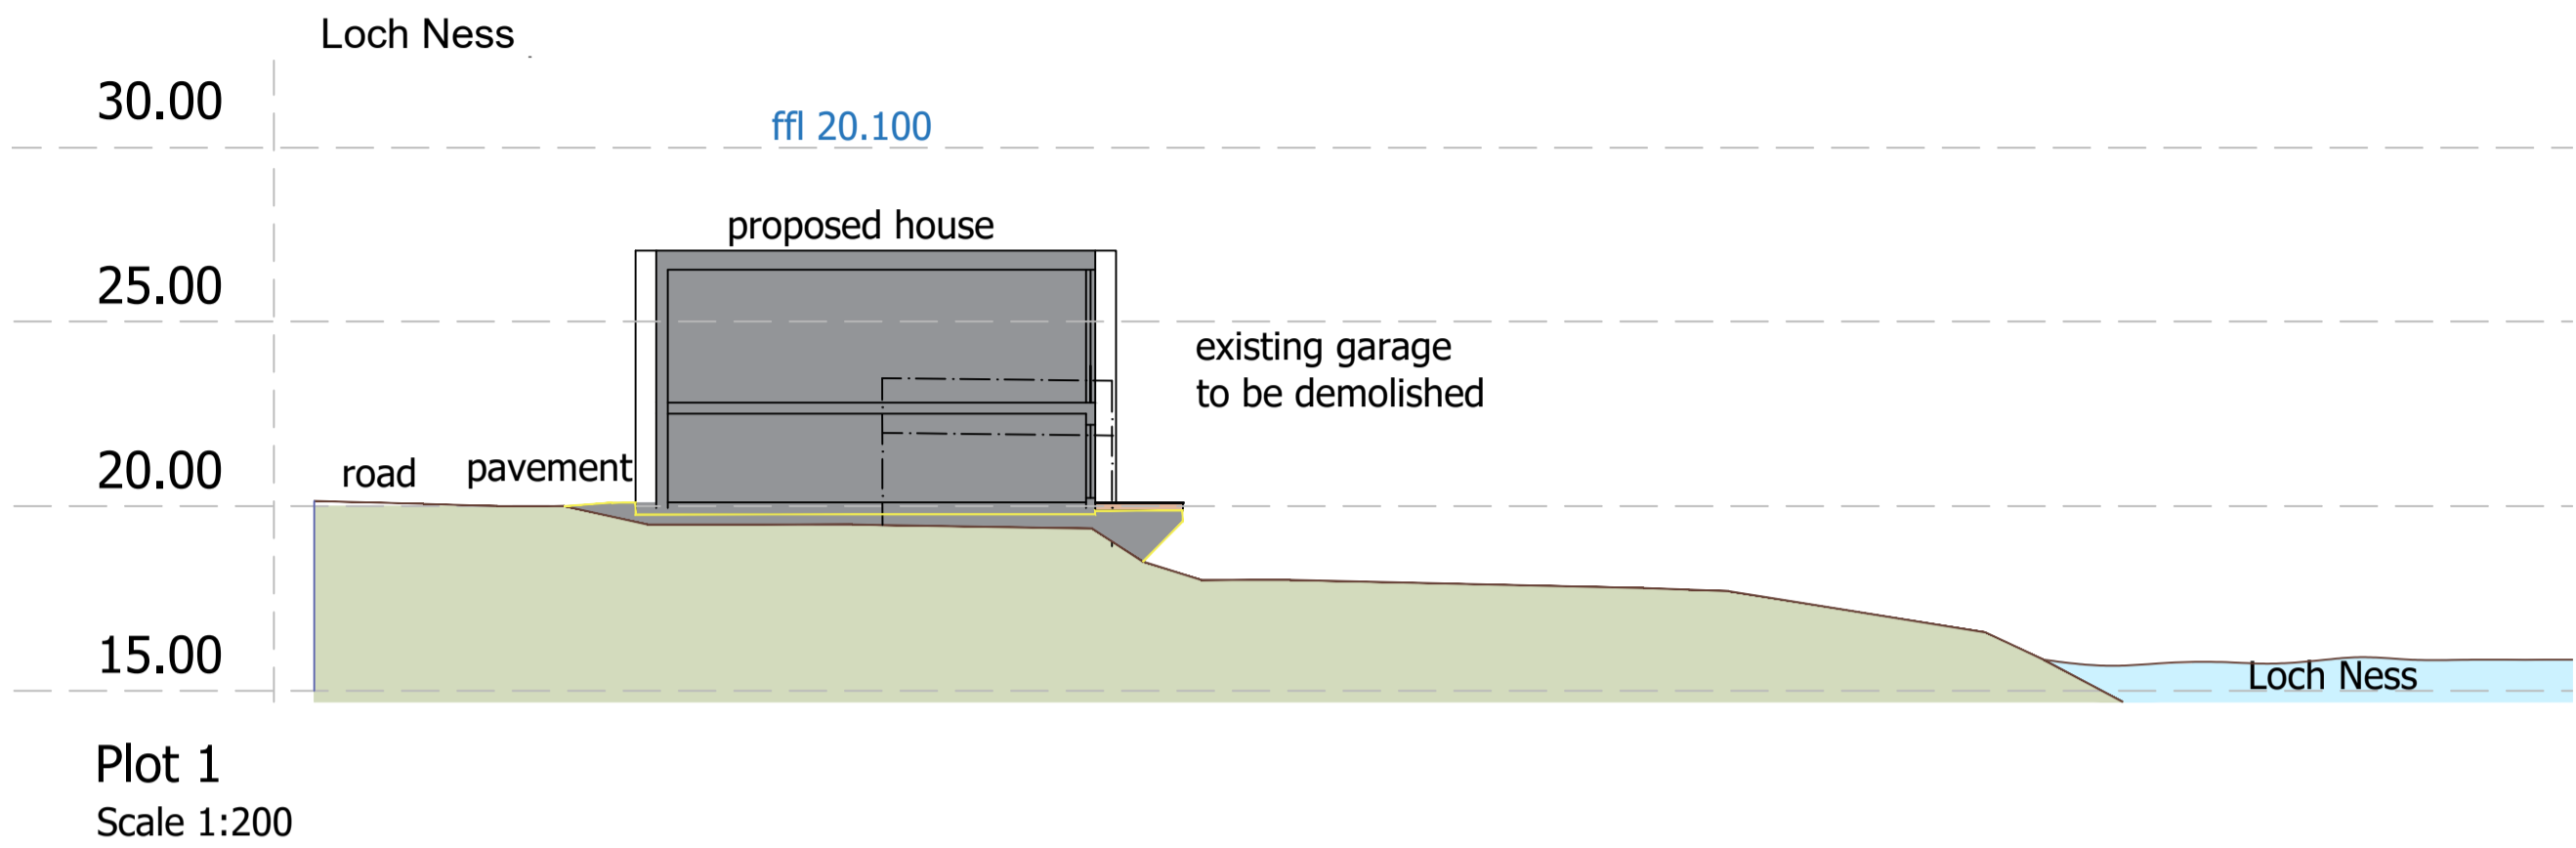 Loch Ness
30.00
ffl 20.100
proposed house
25.00
existing garage
to be demolished
20.00
road
pavement
15.00
Loch Ness
Plot 1
Scale 1:200